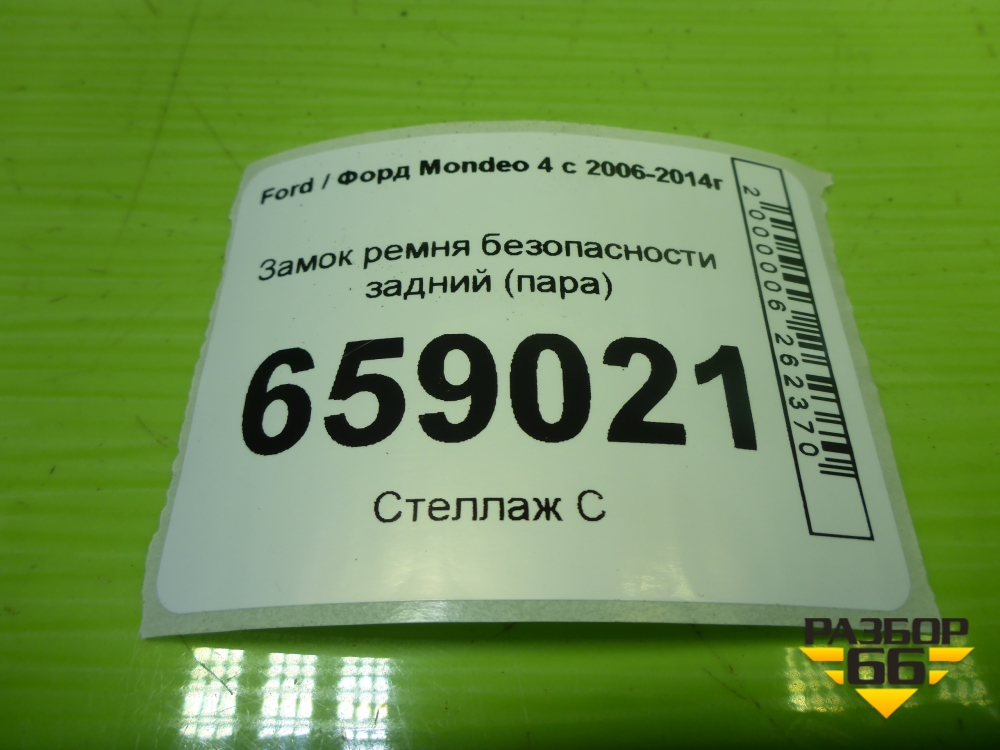 Ford / Форд Mondeo 4 с 2006-2014г
Замок ремня безопасности
задний (пара)
659021
Стеллаж С
2000006262370
РАЗБОР
66